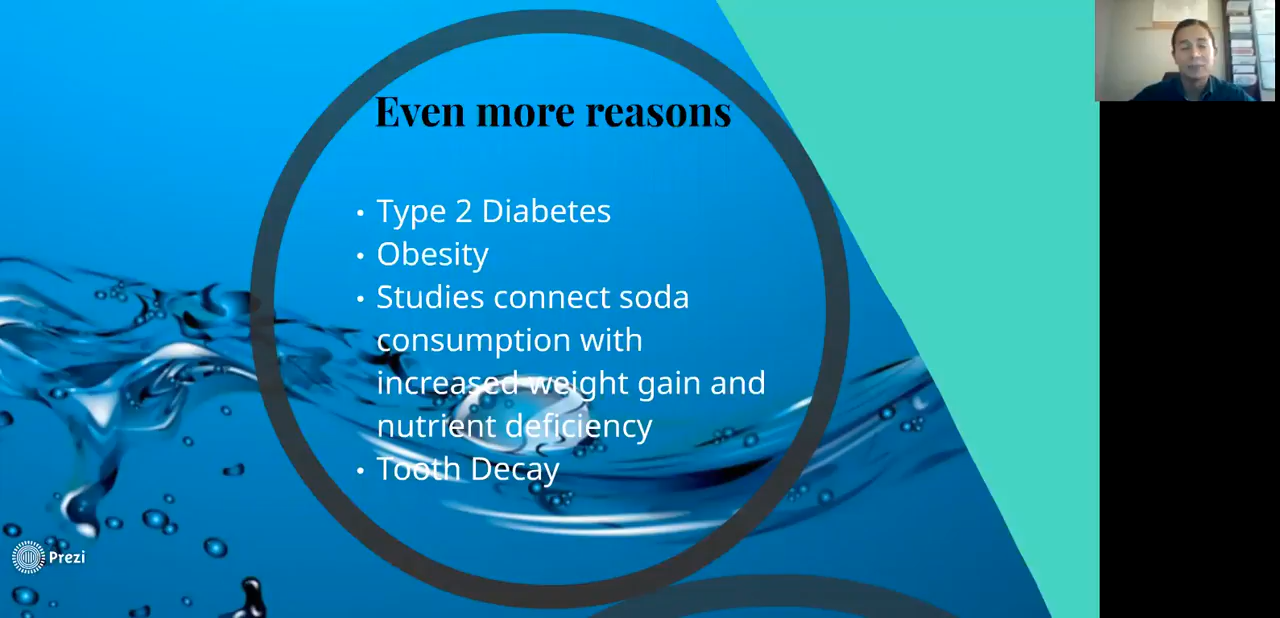 Even more reasons
• Type 2 Diabetes
• Obesity
• Studies connect soda
consumption with
increased weight gain and
nutrient deficiency
• Tooth Decay
Prezi